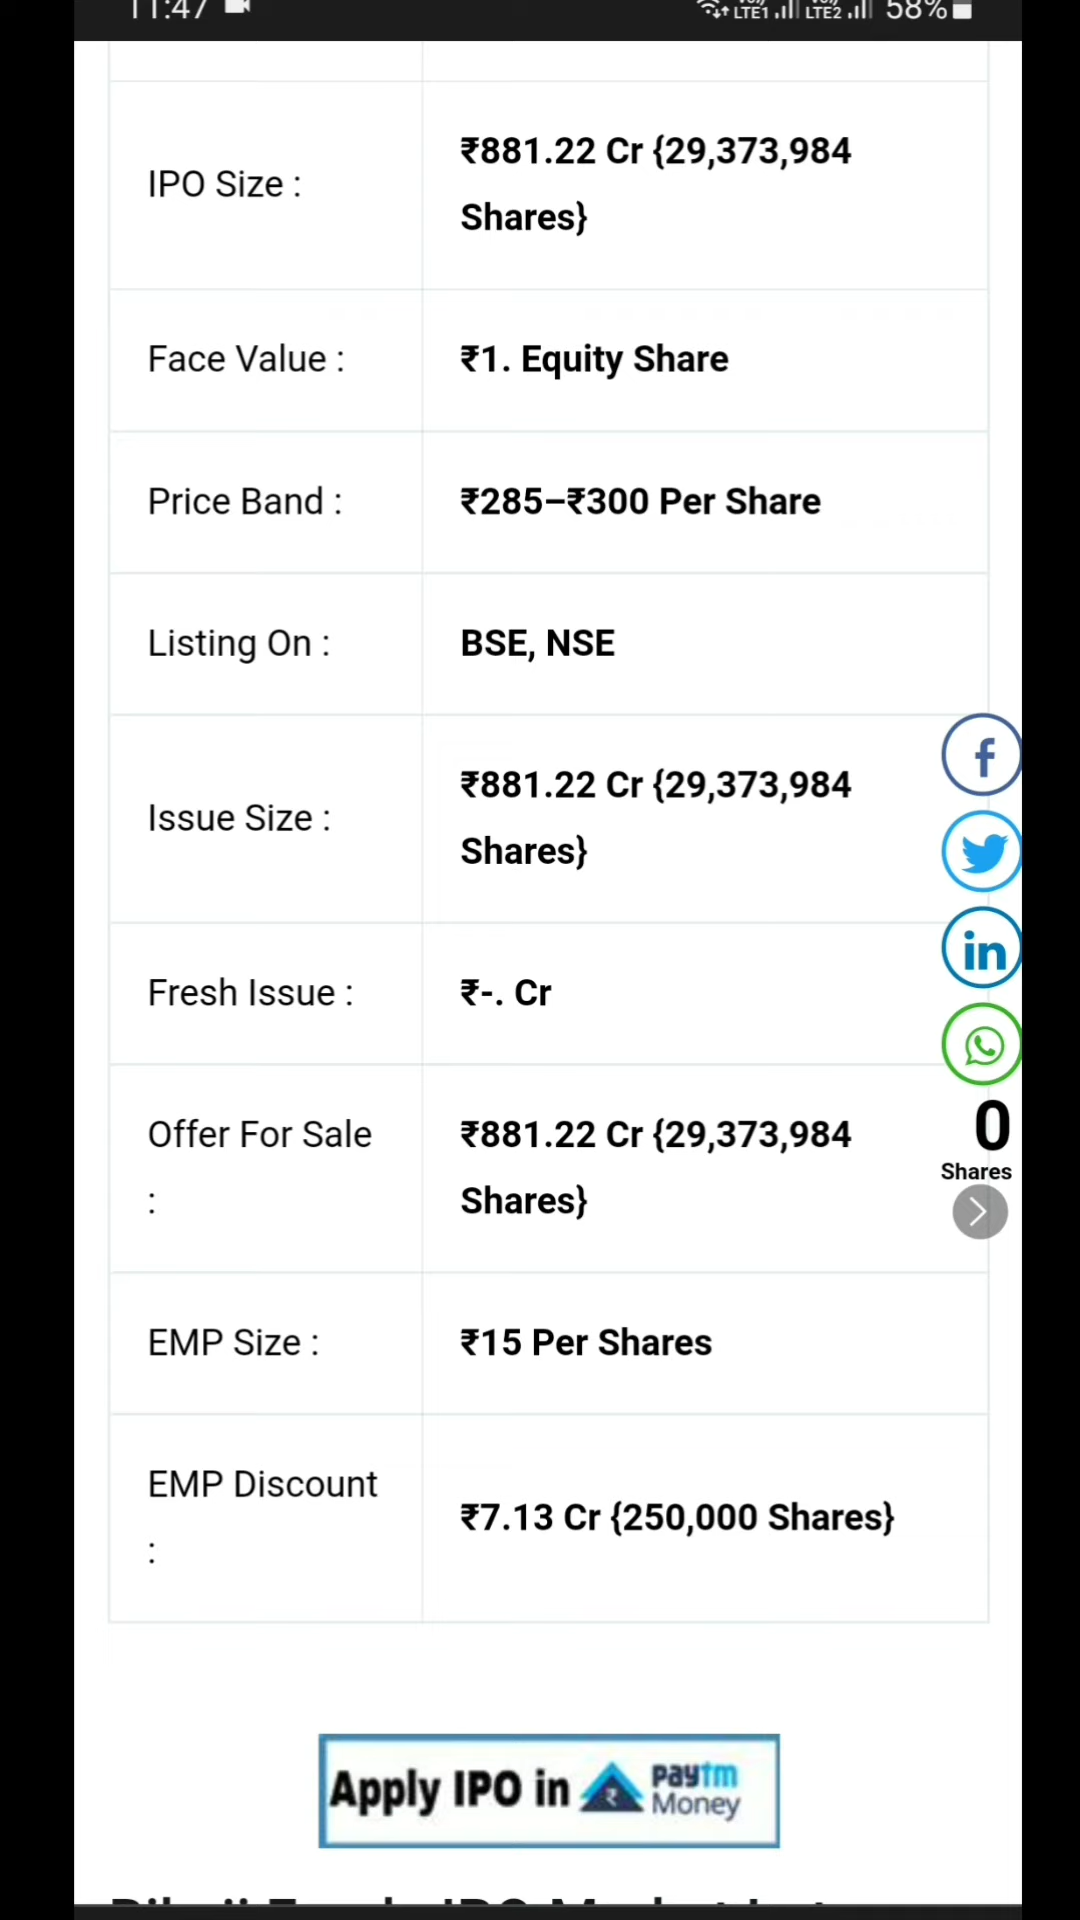 11:47 LTE1 LTE2 58%
IPO Size :
₹881.22 Cr {29,373,984
Shares}
Face Value :
₹1. Equity Share
Price Band :
₹285–₹300 Per Share
Listing On :
BSE, NSE
Issue Size :
₹881.22 Cr {29,373,984
Shares}
Fresh Issue :
₹-. Cr
Offer For Sale
:
₹881.22 Cr {29,373,984
Shares}
0
Shares
EMP Size :
₹15 Per Shares
EMP Discount
:
₹7.13 Cr {250,000 Shares}
Apply IPO in paytm
Money